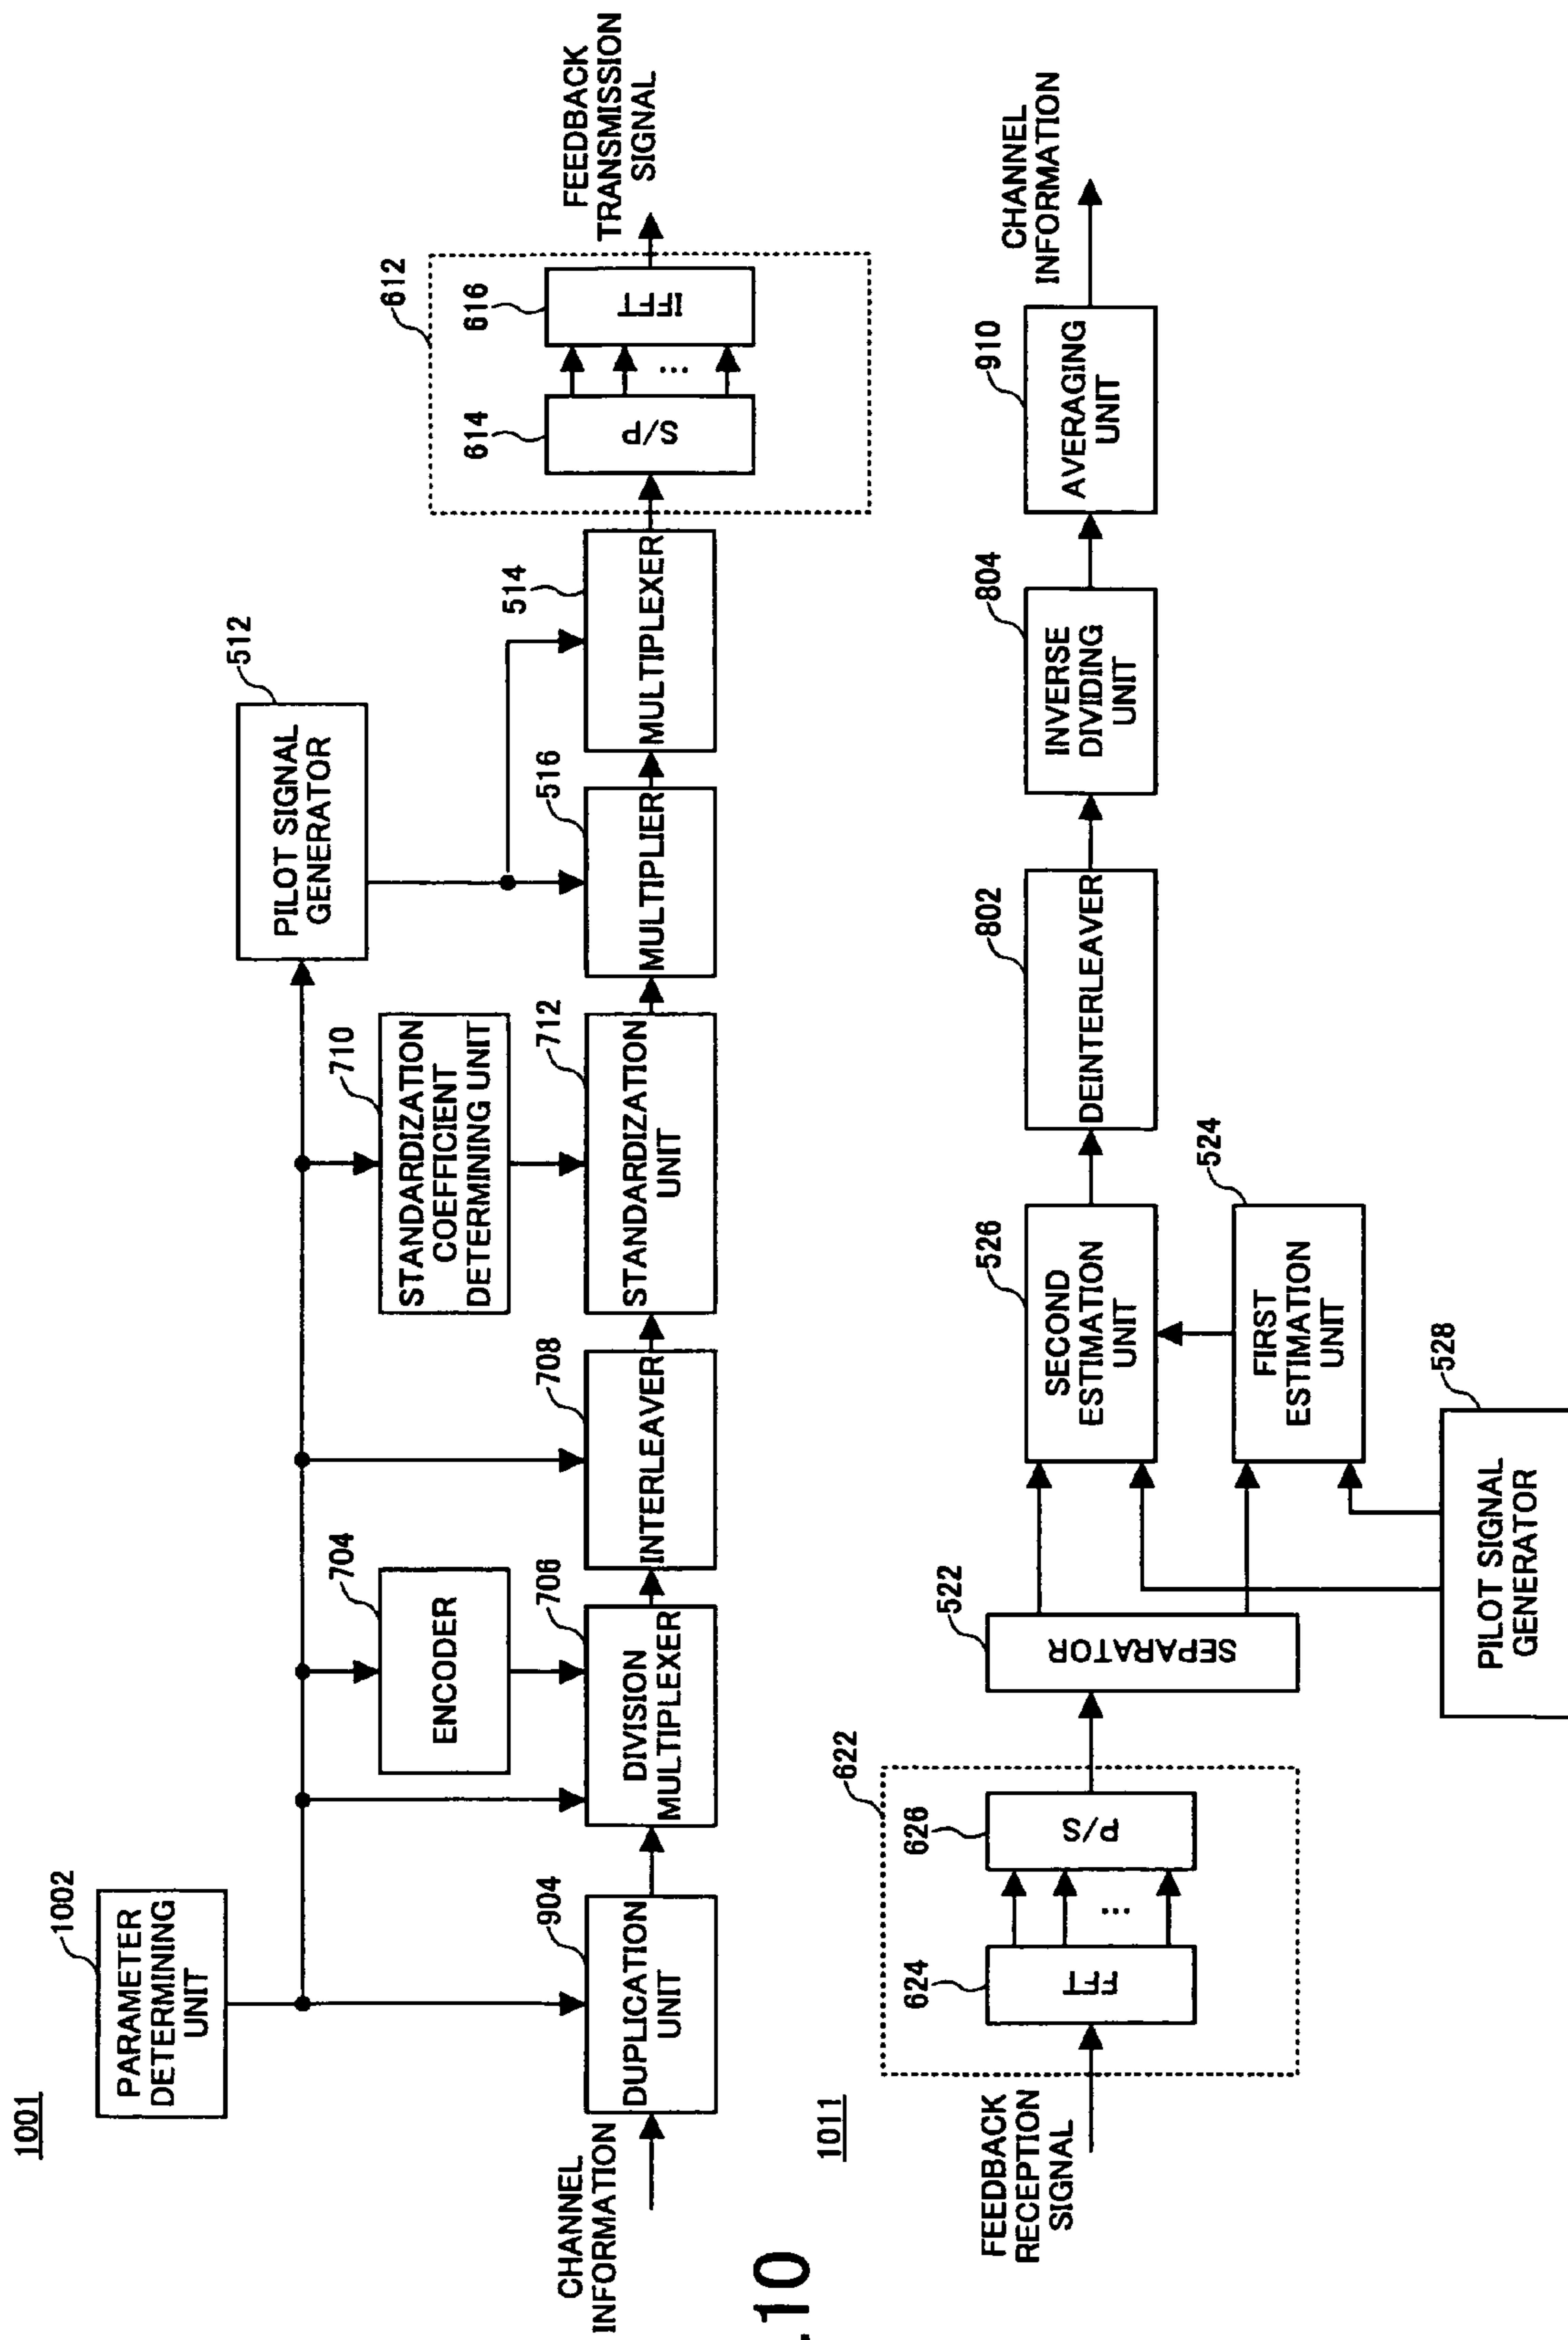 1001
PARAMETER
DETERMINING
UNIT
1002
CHANNEL
INFORMATION
DUPLICATION
UNIT
904
ENCODER
704
DIVISION
MULTIPLEXER
706
INTERLEAVER
708
STANDARDIZATION
COEFFICIENT
DETERMINING UNIT
710
STANDARDIZATION
UNIT
712
PILOT SIGNAL
GENERATOR
512
MULTIPLIER
516
MULTIPLEXER
514
612
S/P
614
...
IFFT
616
FEEDBACK
TRANSMISSION
SIGNAL
.10
1011
FEEDBACK
RECEPTION
SIGNAL
622
FFT
624
...
P/S
626
SEPARATOR
522
SECOND
ESTIMATION
UNIT
526
FIRST
ESTIMATION
UNIT
524
PILOT SIGNAL
GENERATOR
528
DEINTERLEAVER
802
INVERSE
DIVIDING
UNIT
804
AVERAGING
UNIT
910
CHANNEL
INFORMATION